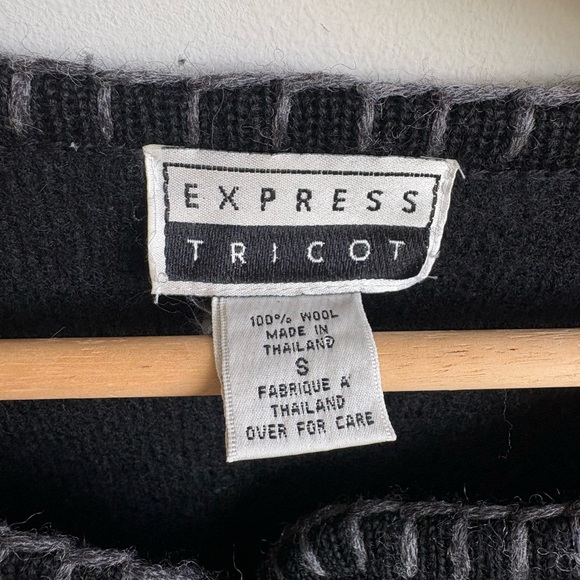 EXPRESS
TRICOT
100% WOOL
MADE IN
THAILAND
S
FABRIQUE A'
THAILAND
OVER FOR CARE